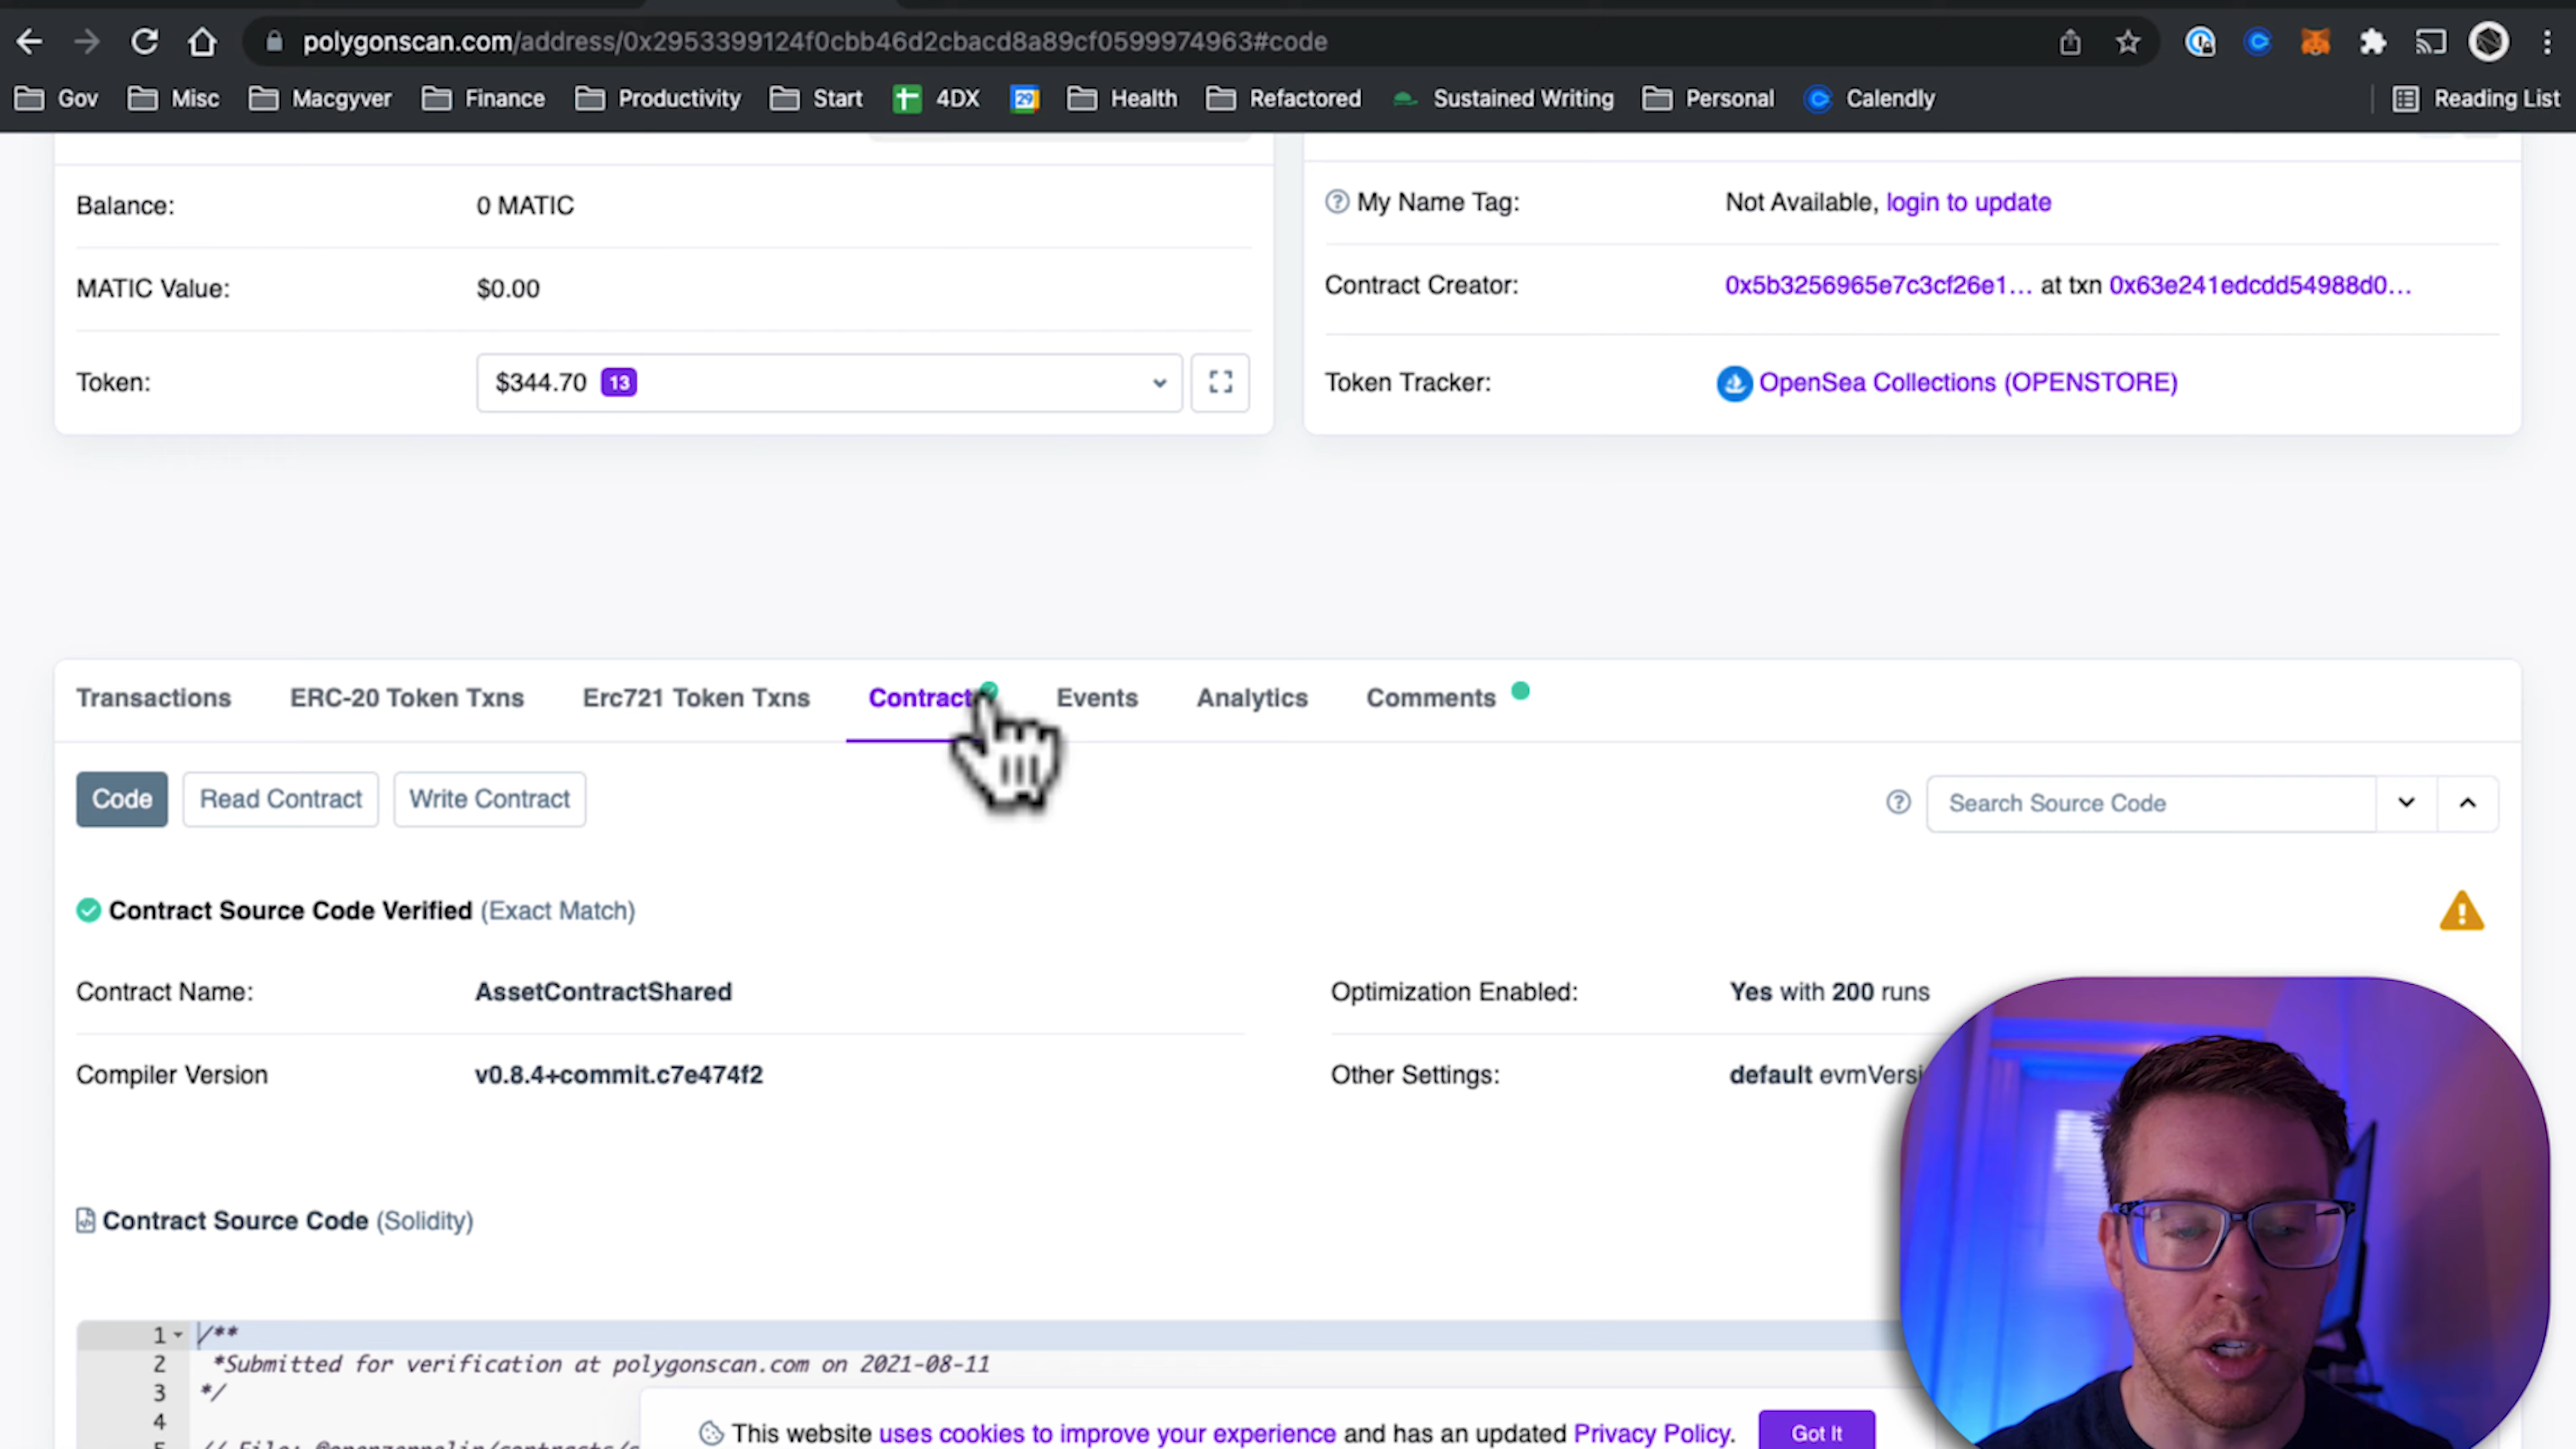 polygonscan.com/address/0x2953399124f0cbb46d2cbacd8a89cf0599974963#code
Gov Misc Macgyver Finance Productivity Start 4DX 29 Health Refactored Sustained Writing Personal Calendly Reading List
Balance: 0 MATIC
My Name Tag: Not Available, login to update
MATIC Value: $0.00
Contract Creator: 0x5b3256965e7c3cf26e1... at txn 0x63e241edcdd54988d0...
Token: $344.70 13
Token Tracker: OpenSea Collections (OPENSTORE)
Transactions ERC-20 Token Txns Erc721 Token Txns Contract Events Analytics Comments
Code Read Contract Write Contract Search Source Code
Contract Source Code Verified (Exact Match)
Contract Name: AssetContractShared
Optimization Enabled: Yes with 200 runs
Compiler Version v0.8.4+commit.c7e474f2
Other Settings: default evmVersi
Contract Source Code (Solidity)
1 /**
2 *Submitted for verification at polygonscan.com on 2021-08-11
3 */
4
5 // File: @openzeppelin/contracts/
This website uses cookies to improve your experience and has an updated Privacy Policy. Got It